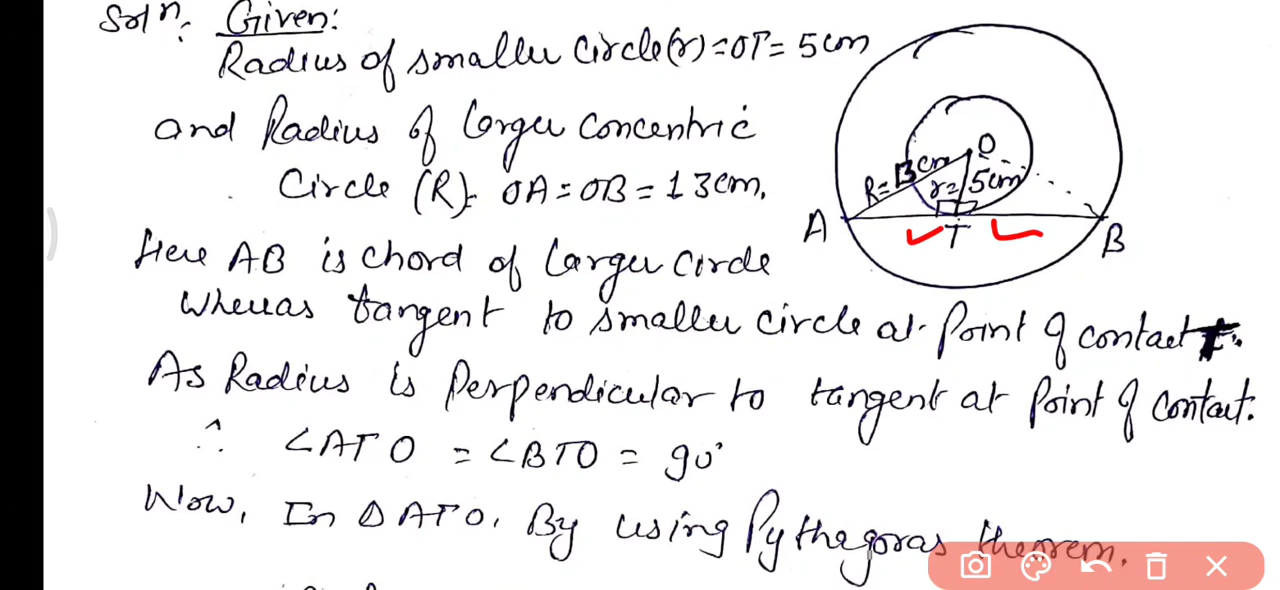 Solⁿ: Given:
Radius of smaller circle(r)=OT= 5cm
and Radius of larger concentric
Circle (R)= OA=OB=13cm.
Here AB is chord of larger circle
Whereas tangent to smaller circle at point of contact T.
As Radius is perpendicular to tangent at point of contact.
∴ ∠ATO = ∠BTO = 90°
Now, In ΔATO, By using Pythagoras theorem.
O
R=13cm
r=5cm
A
T
B